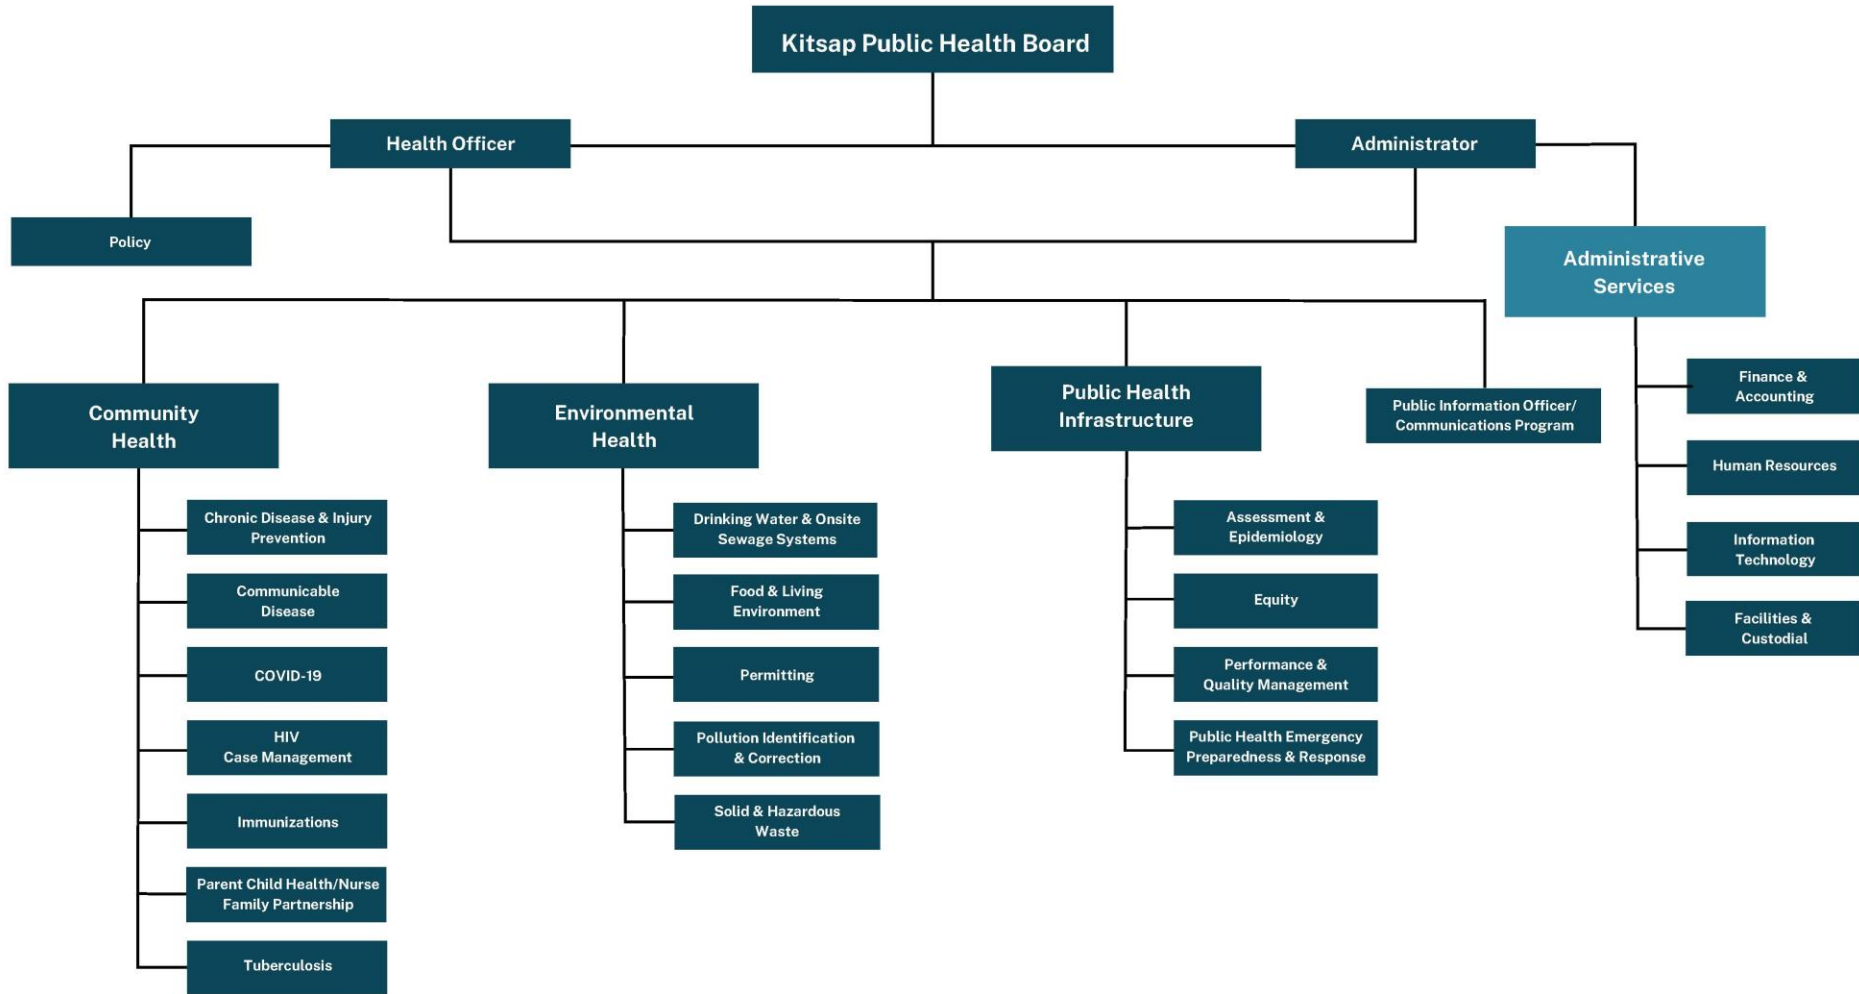 Kitsap Public Health Board
Health Officer
Administrator
Policy
Administrative
Services
Community
Health
Environmental
Health
Public Health
Infrastructure
Public Information Officer/
Communications Program
Chronic Disease & Injury
Prevention
Communicable
Disease
COVID-19
HIV
Case Management
Immunizations
Parent Child Health/Nurse
Family Partnership
Tuberculosis
Drinking Water & Onsite
Sewage Systems
Food & Living
Environment
Permitting
Pollution Identification
& Correction
Solid & Hazardous
Waste
Assessment &
Epidemiology
Equity
Performance &
Quality Management
Public Health Emergency
Preparedness & Response
Finance &
Accounting
Human Resources
Information
Technology
Facilities &
Custodial